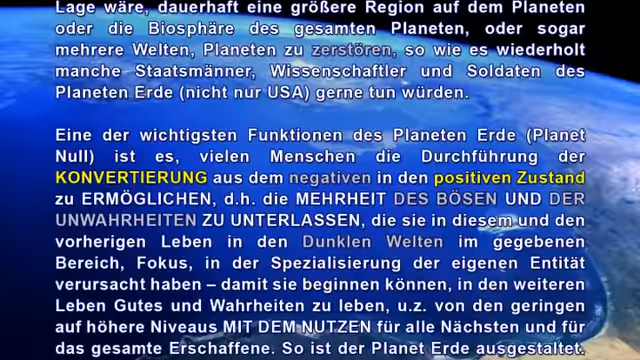 Lage wäre, dauerhaft eine größere Region auf dem Planeten
oder die Biosphäre des gesamten Planeten, oder sogar
mehrere Welten, Planeten zu zerstören, so wie es wiederholt
manche Staatsmänner, Wissenschaftler und Soldaten des
Planeten Erde (nicht nur USA) gerne tun würden.
Eine der wichtigsten Funktionen des Planeten Erde (Planet
Null) ist es, vielen Menschen die Durchführung der
KONVERTIERUNG aus dem negativen in den positiven Zustand
zu ERMÖGLICHEN, d.h. die MEHRHEIT DES BÖSEN UND DER
UNWAHRHEITEN ZU UNTERLASSEN, die sie in diesem und den
vorherigen Leben in den Dunklen Welten im gegebenen
Bereich, Fokus, in der Spezialisierung der eigenen Entität
verursacht haben – damit sie beginnen können, in den weiteren
Leben Gutes und Wahrheiten zu leben, u.z. von den geringen
auf höhere Niveaus MIT DEM NUTZEN für alle Nächsten und für
das gesamte Erschaffene. So ist der Planet Erde ausgestaltet.